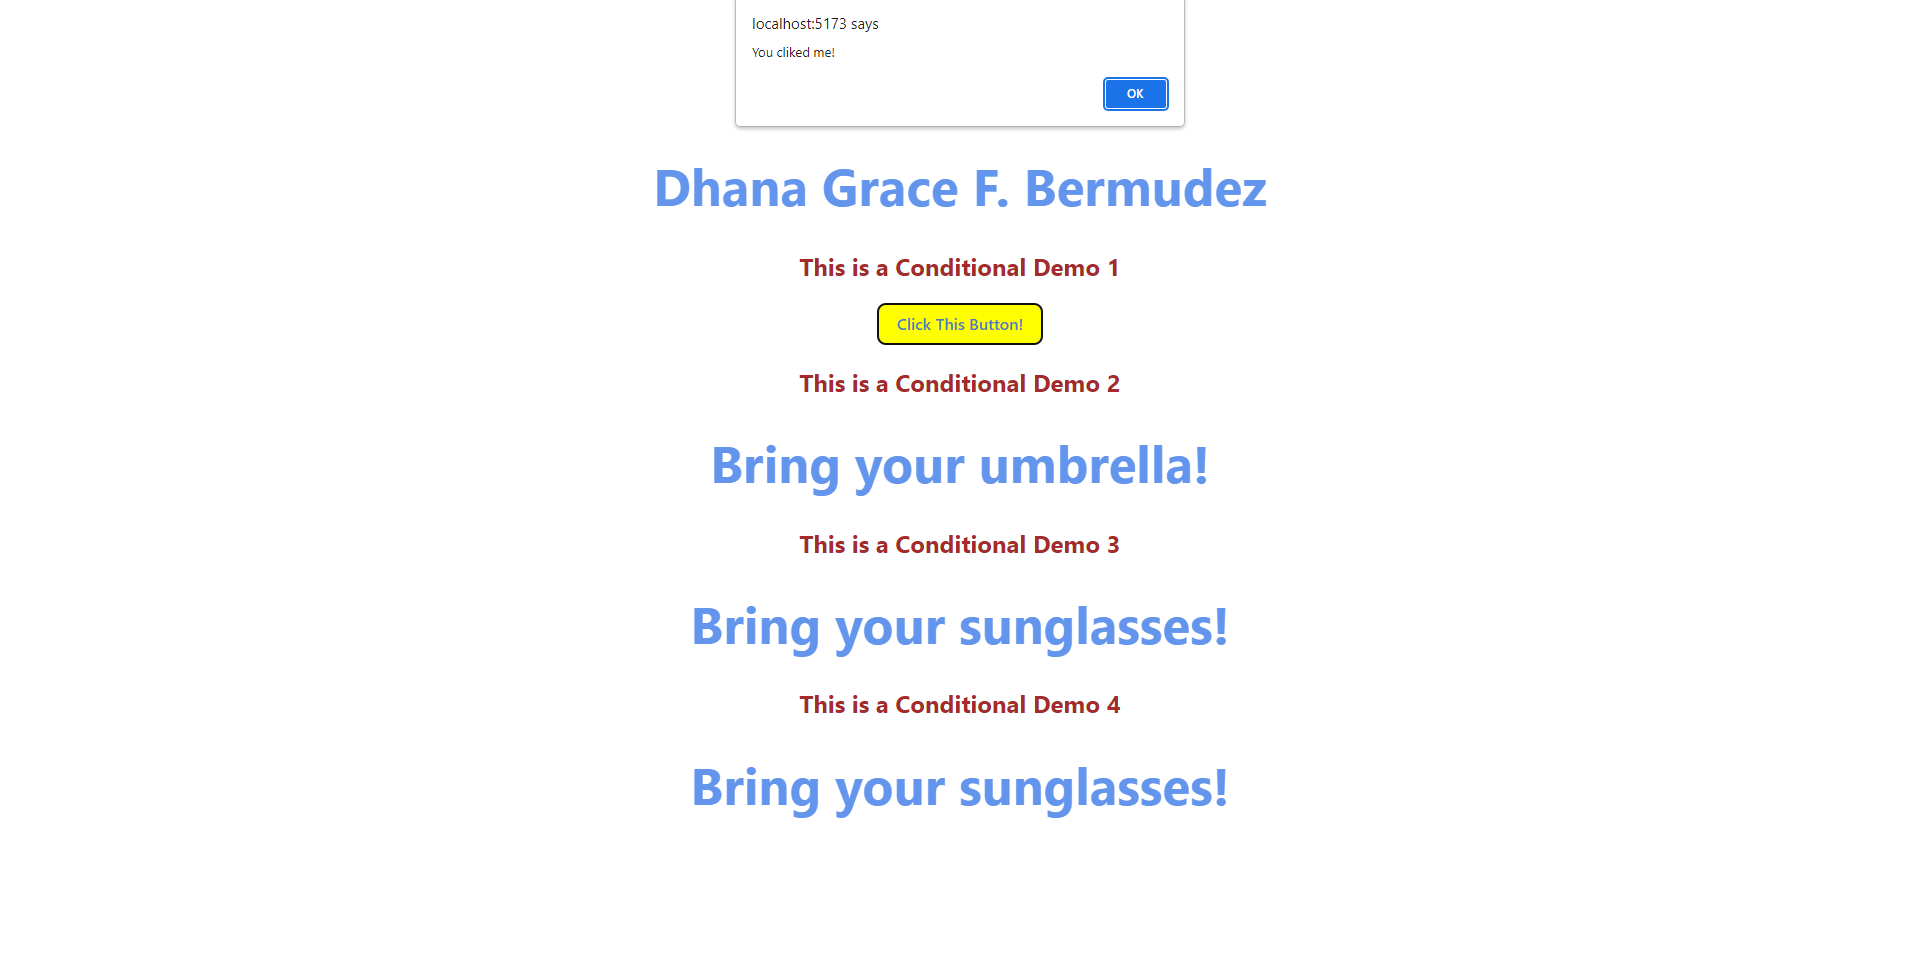 localhost:5173 says
You cliked me!
OK
Dhana Grace F. Bermudez
This is a Conditional Demo 1
Click This Button!
This is a Conditional Demo 2
Bring your umbrella!
This is a Conditional Demo 3
Bring your sunglasses!
This is a Conditional Demo 4
Bring your sunglasses!